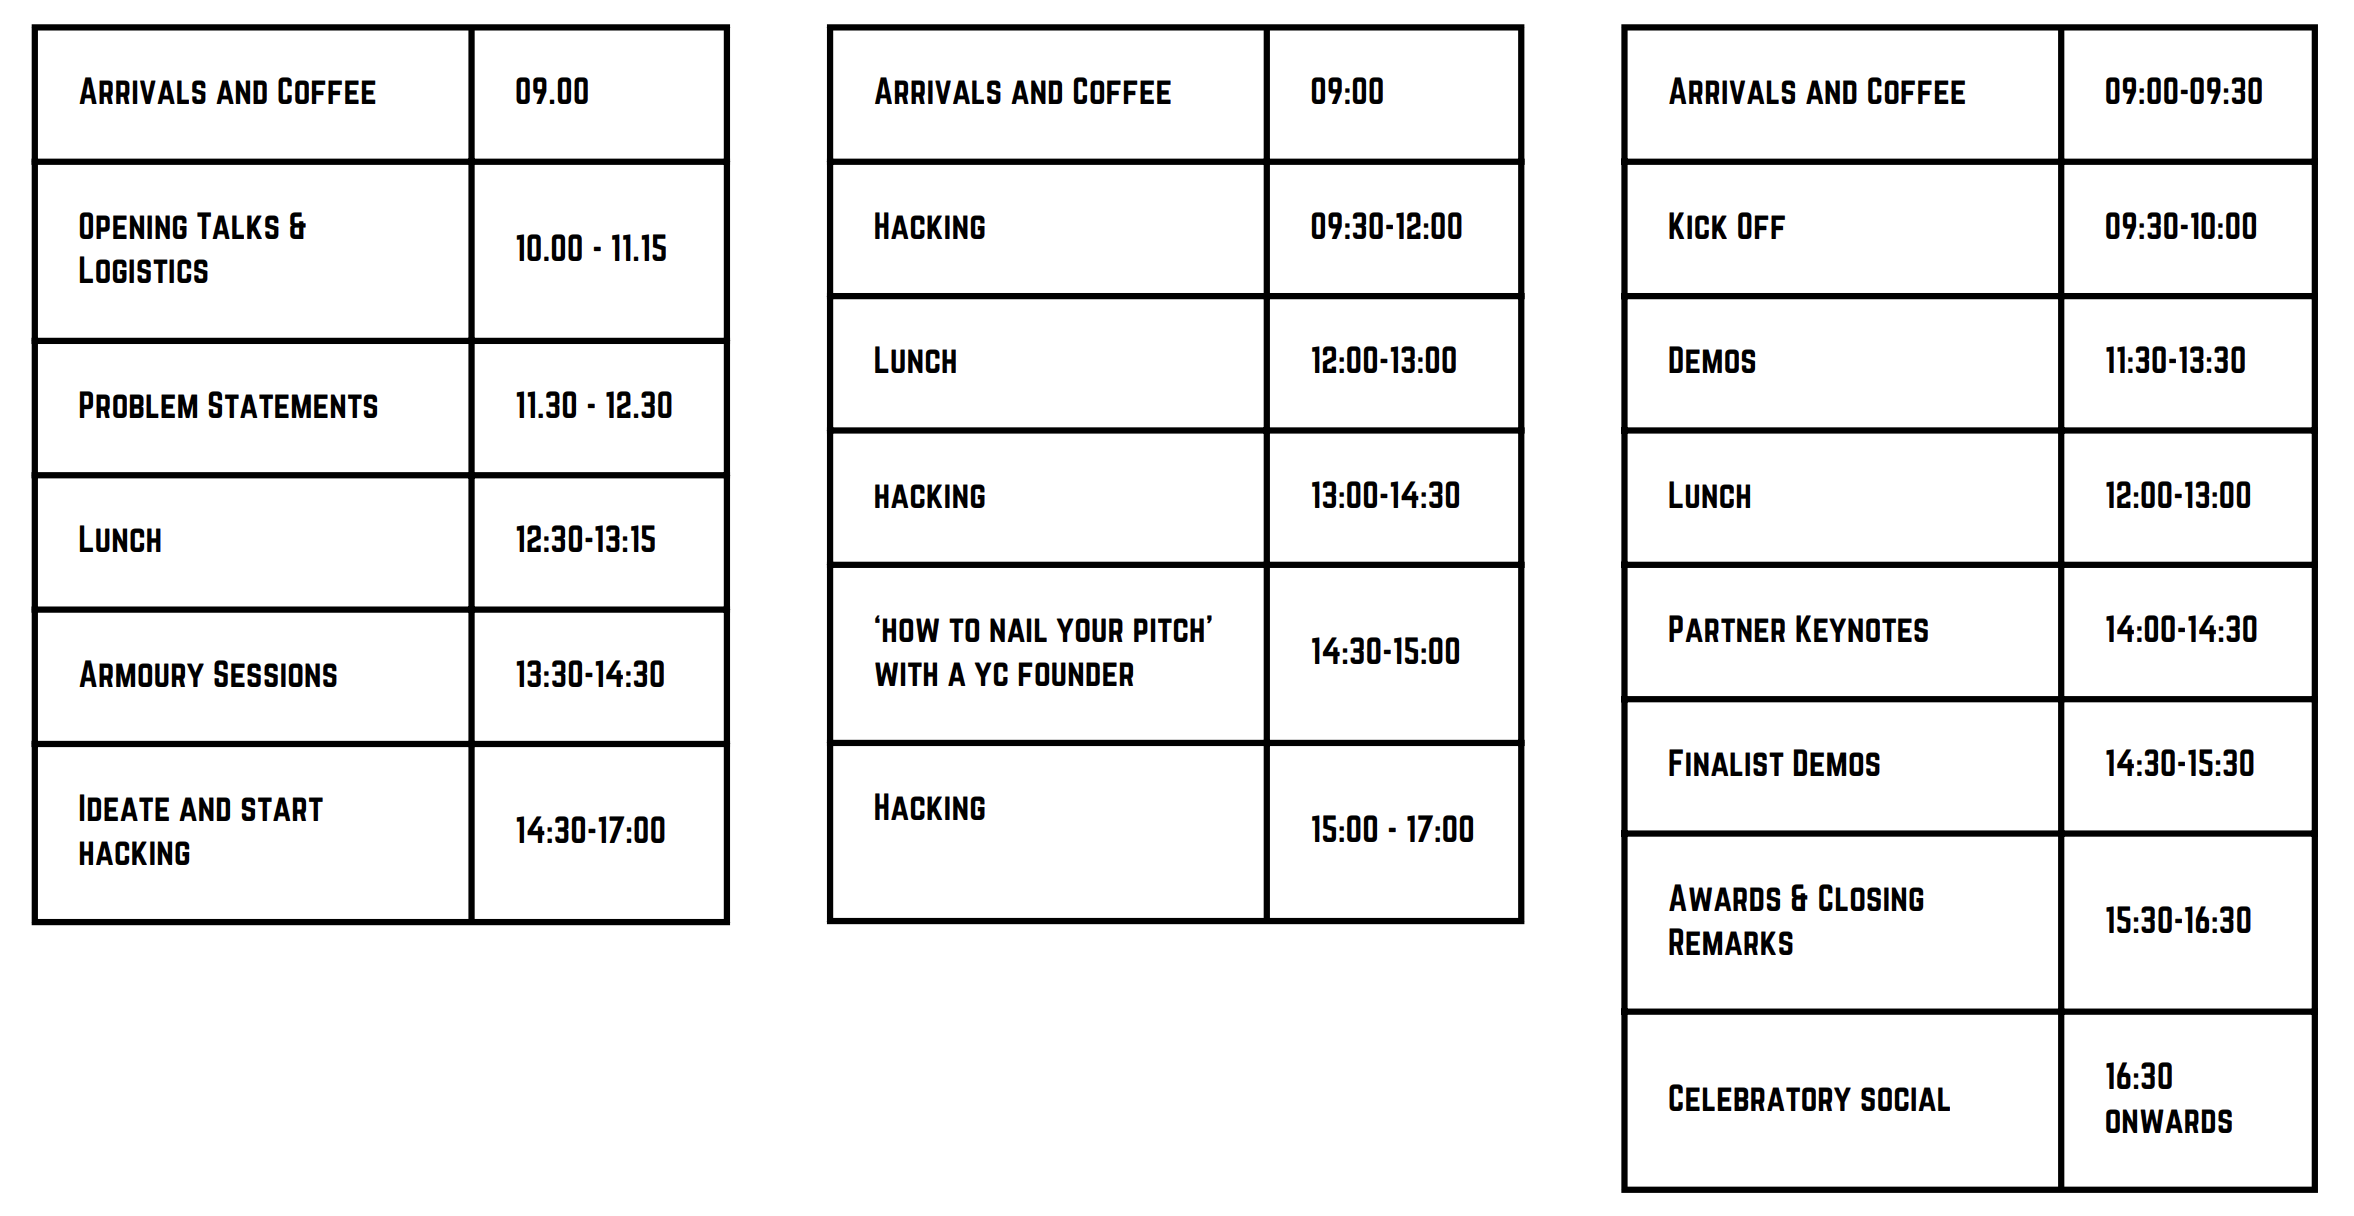 Arrivals and Coffee
09.00
Opening Talks &
Logistics
10.00 - 11.15
Problem Statements
11.30 - 12.30
Lunch
12:30-13:15
Armoury Sessions
13:30-14:30
Ideate and start
hacking
14:30-17:00
Arrivals and Coffee
09:00
Hacking
09:30-12:00
Lunch
12:00-13:00
hacking
13:00-14:30
‘how to nail your pitch’
with a yc founder
14:30-15:00
Hacking
15:00 - 17:00
Arrivals and Coffee
09:00-09:30
Kick Off
09:30-10:00
Demos
11:30-13:30
Lunch
12:00-13:00
Partner Keynotes
14:00-14:30
Finalist Demos
14:30-15:30
Awards & Closing
Remarks
15:30-16:30
Celebratory social
16:30
onwards